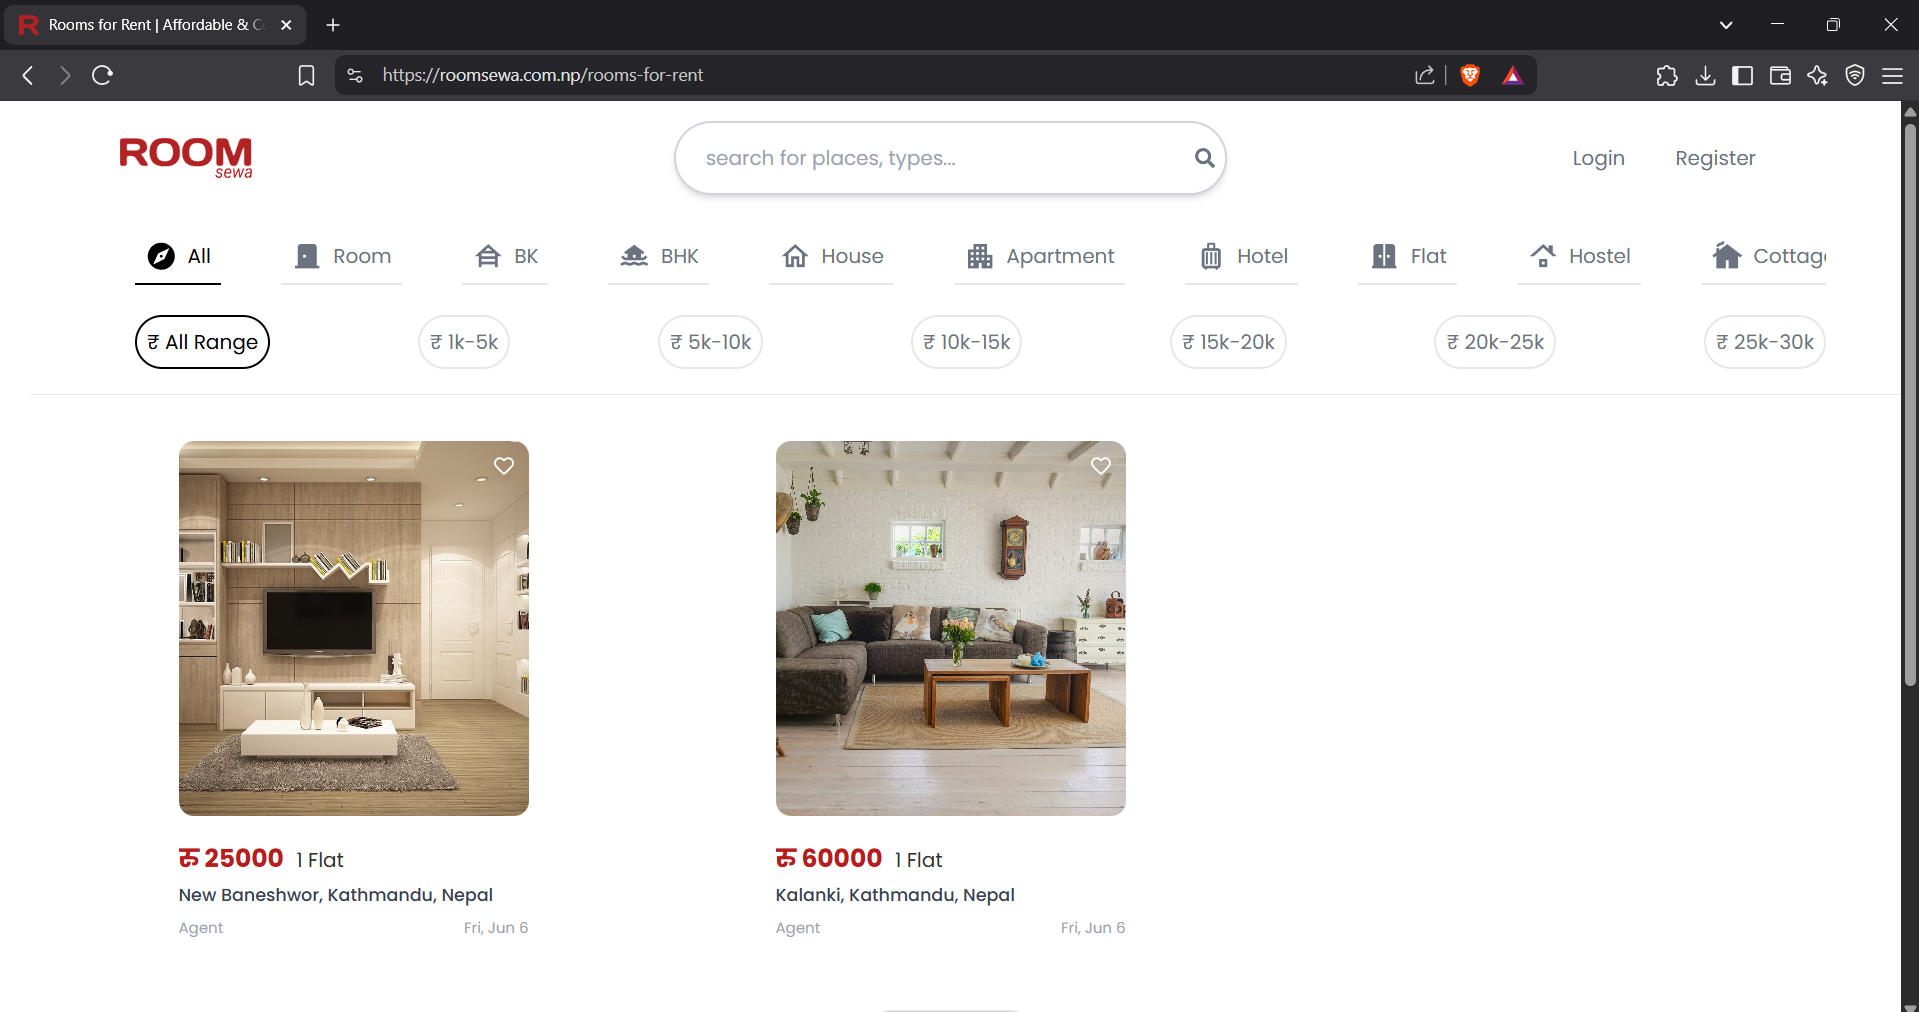 Rooms for Rent | Affordable & C
https://roomsewa.com.np/rooms-for-rent
ROOM
sewa
search for places, types...
Login
Register
All
Room
BK
BHK
House
Apartment
Hotel
Flat
Hostel
Cottag
₹ All Range
₹ 1k-5k
₹ 5k-10k
₹ 10k-15k
₹ 15k-20k
₹ 20k-25k
₹ 25k-30k
रु 25000 1 Flat
New Baneshwor, Kathmandu, Nepal
Agent
Fri, Jun 6
रु 60000 1 Flat
Kalanki, Kathmandu, Nepal
Agent
Fri, Jun 6